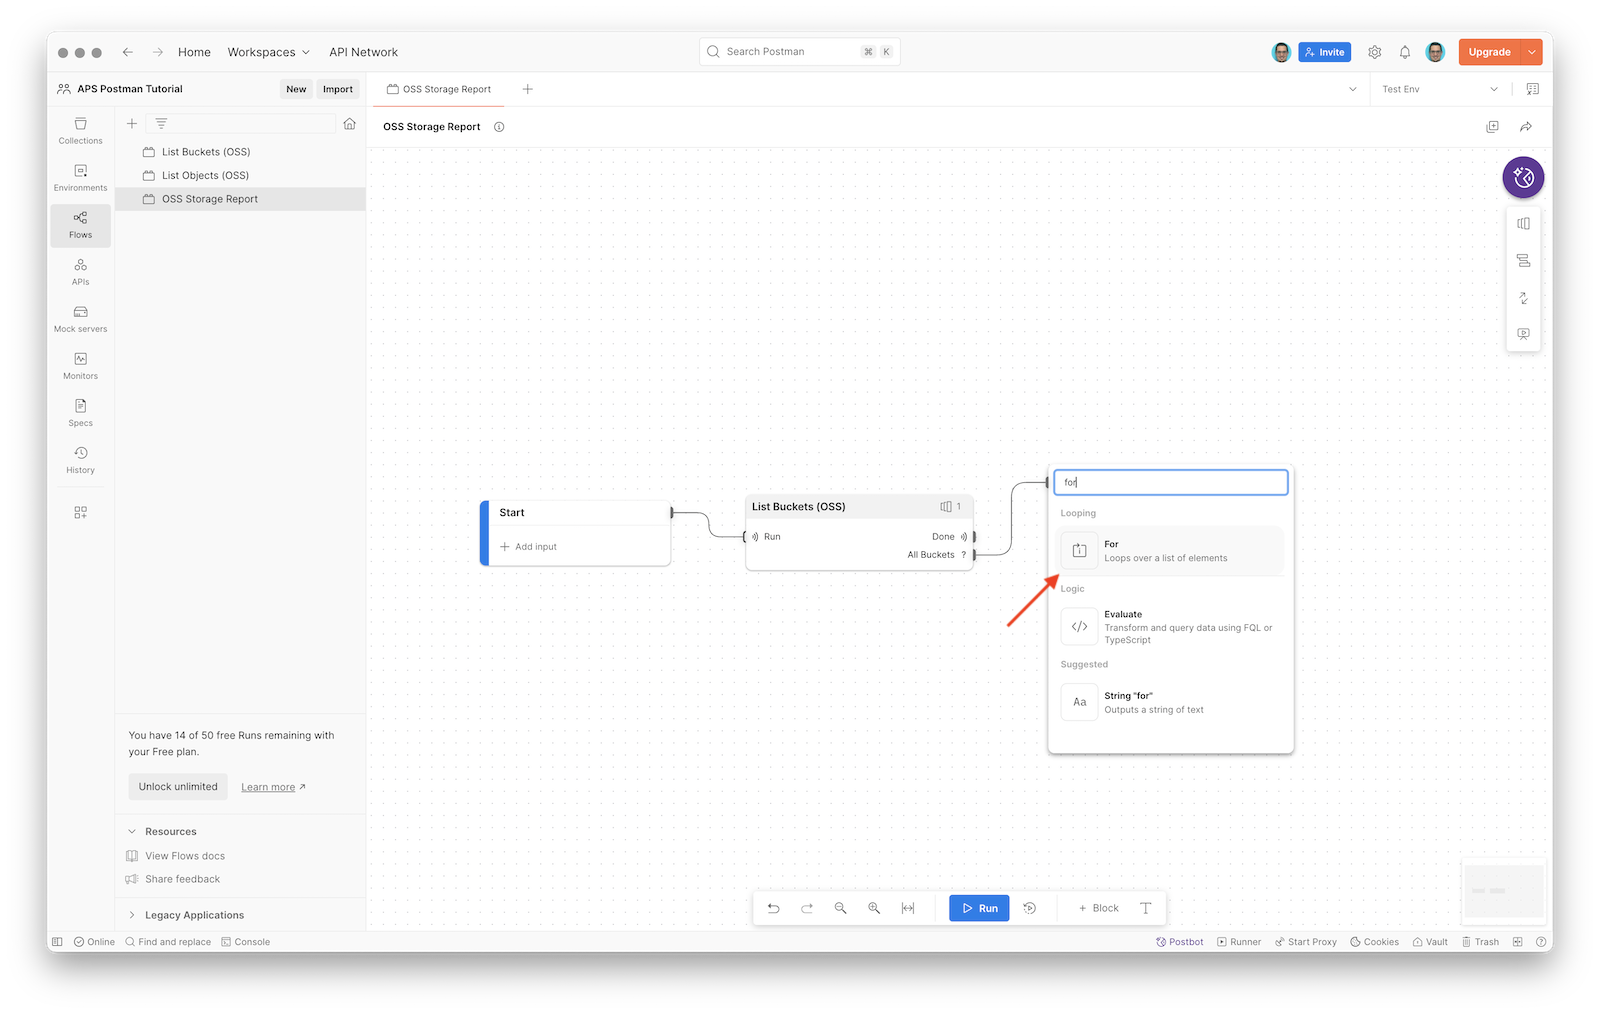 Home
Workspaces
API Network
Search Postman
⌘ K
Invite
Upgrade
APS Postman Tutorial
New
Import
OSS Storage Report
Test Env
OSS Storage Report
Collections
Environments
Flows
APIs
Mock servers
Monitors
Specs
History
List Buckets (OSS)
List Objects (OSS)
OSS Storage Report
Start
Add input
List Buckets (OSS)
1
Run
Done
All Buckets ?
for
Looping
For
Loops over a list of elements
Logic
</>
Evaluate
Transform and query data using FQL or
TypeScript
Suggested
Aa
String "for"
Outputs a string of text
You have 14 of 50 free Runs remaining with
your Free plan.
Unlock unlimited
Learn more ↗
Resources
View Flows docs
Share feedback
Legacy Applications
Run
+ Block
T
Online
Find and replace
Console
Postbot
Runner
Start Proxy
Cookies
Vault
Trash